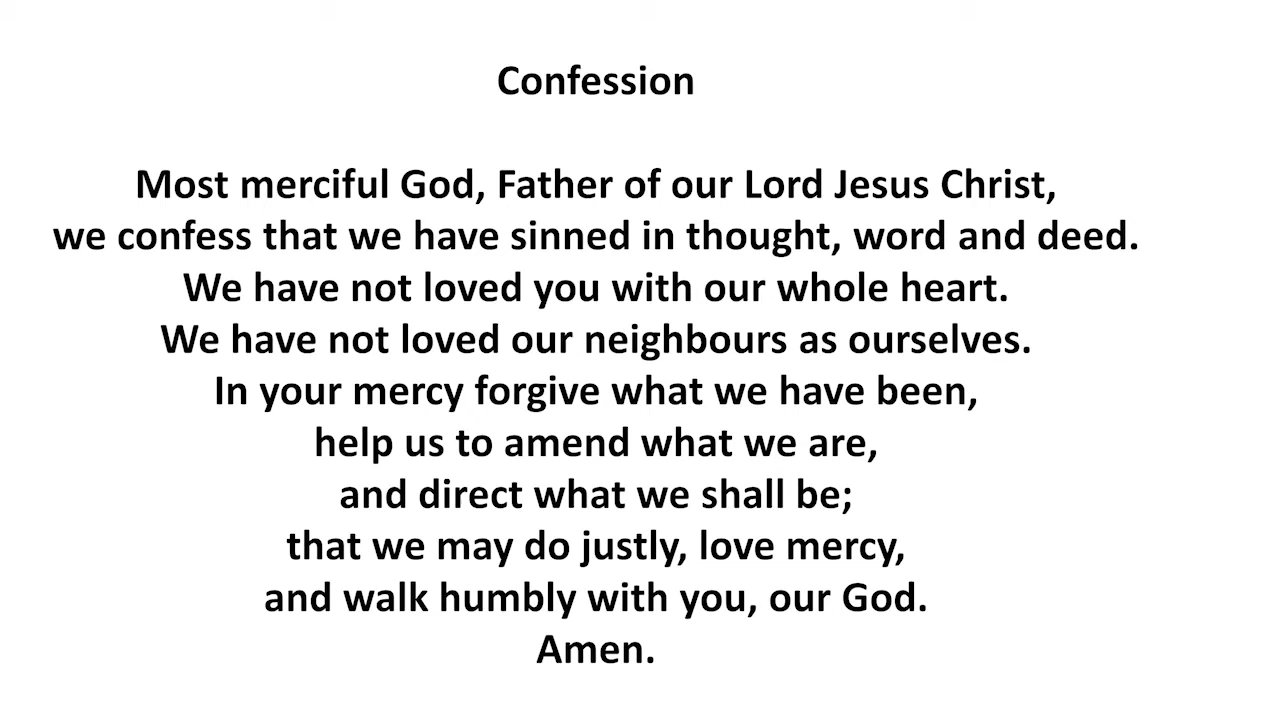 Confession
Most merciful God, Father of our Lord Jesus Christ,
we confess that we have sinned in thought, word and deed.
We have not loved you with our whole heart.
We have not loved our neighbours as ourselves.
In your mercy forgive what we have been,
help us to amend what we are,
and direct what we shall be;
that we may do justly, love mercy,
and walk humbly with you, our God.
Amen.